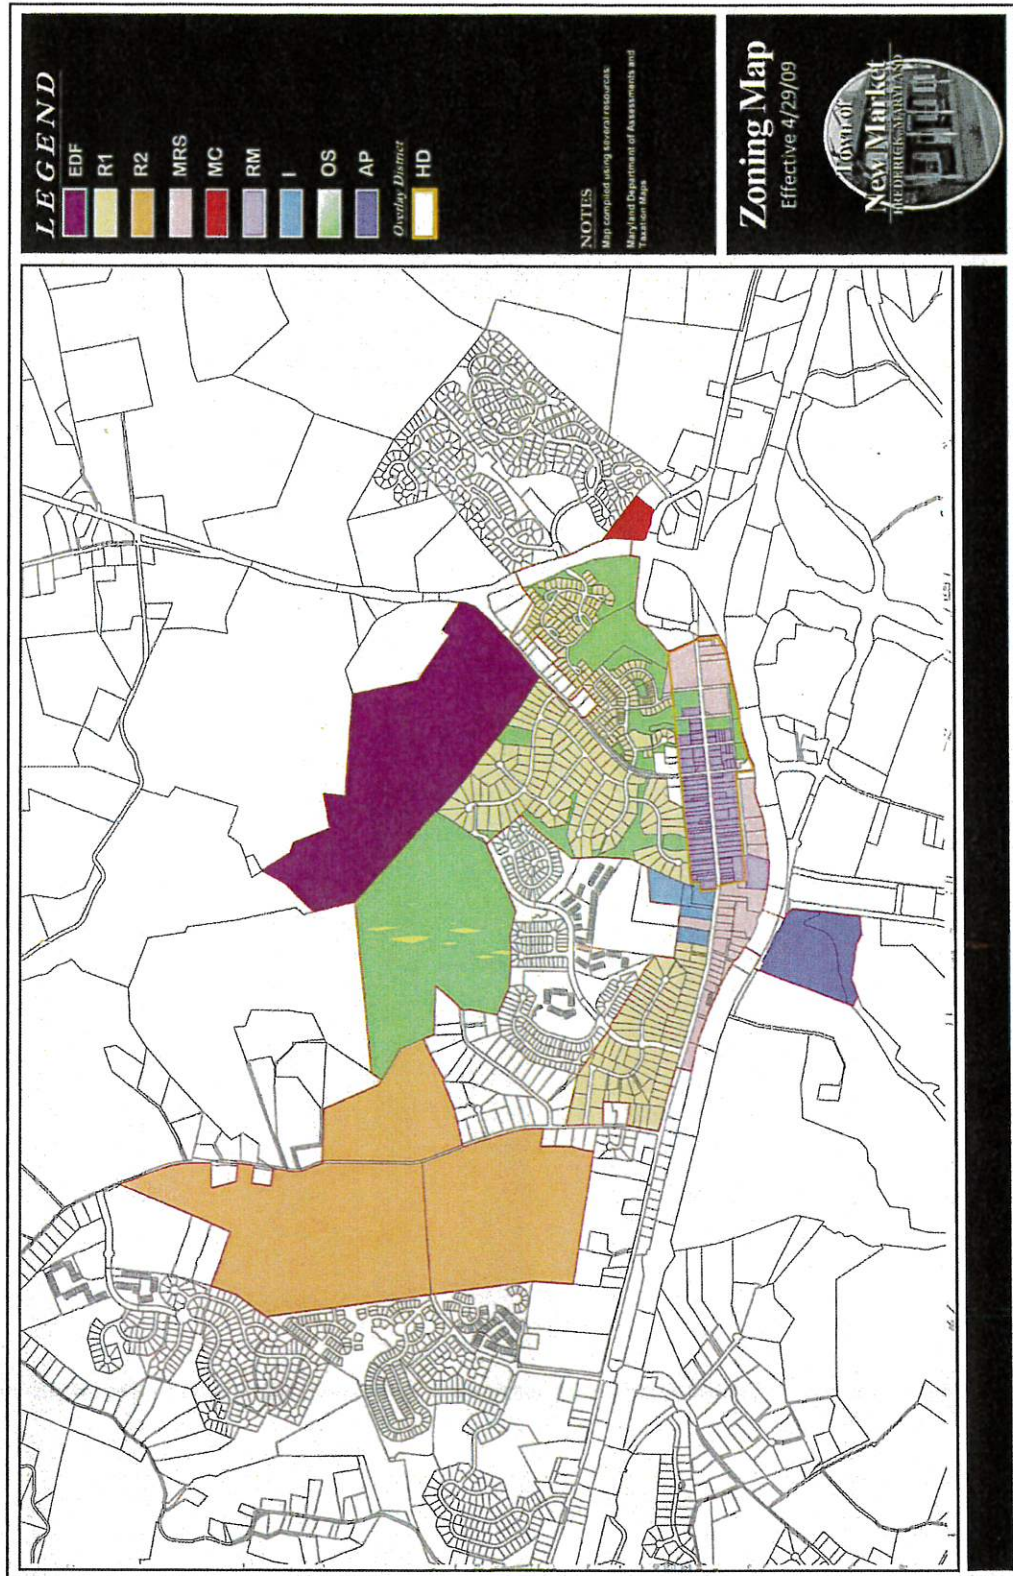 LEGEND
EDF
R1
R2
MRS
MC
RM
I
OS
AP
Overlay District
HD
NOTES
Map compiled using several resources:
Maryland Department of Assessments and
Taxation Maps
Zoning Map
Effective 4/29/09
Town of
New Market
FREDERICK, MARYLAND